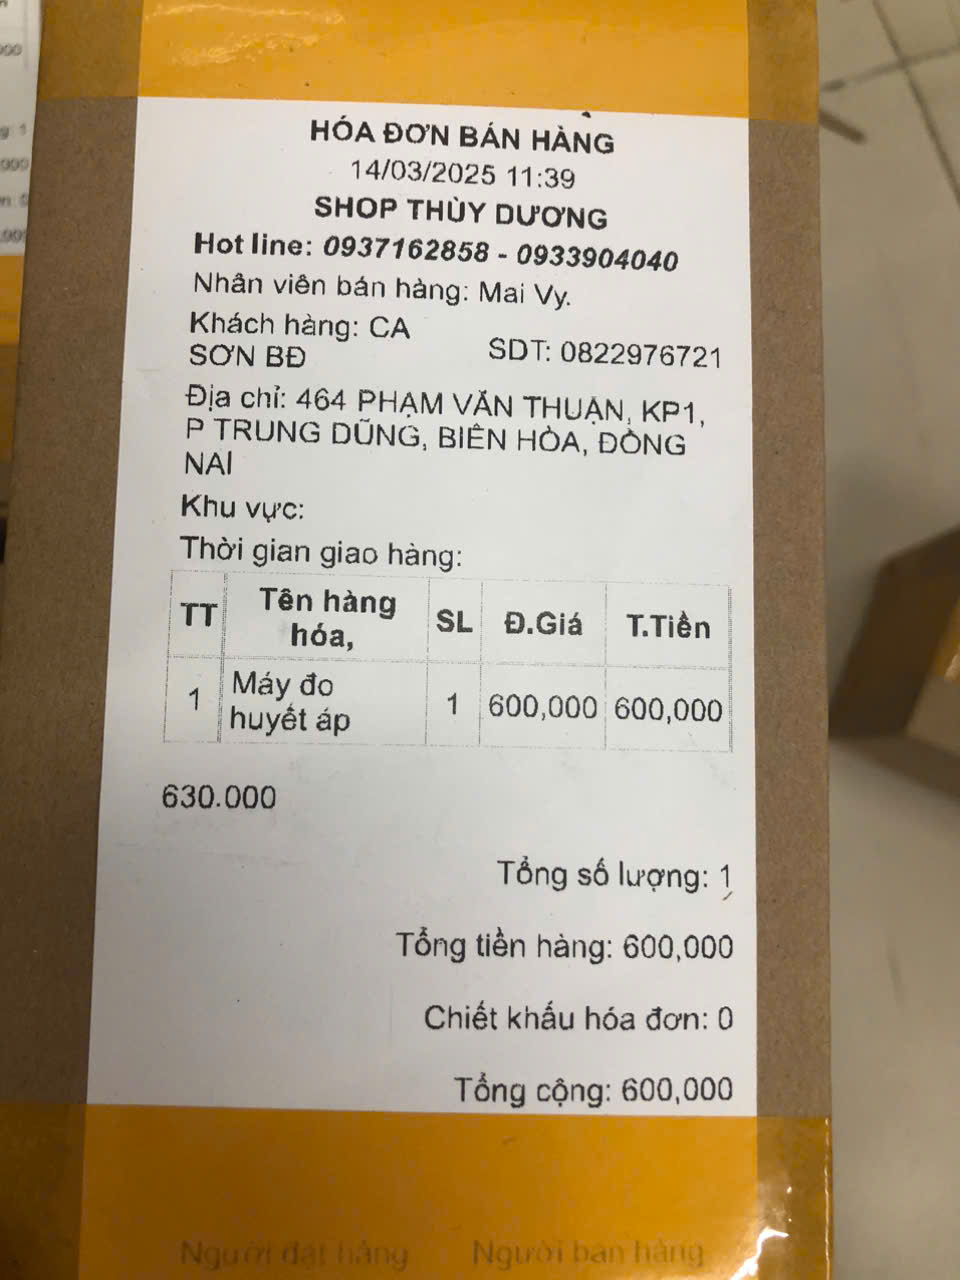 HÓA ĐƠN BÁN HÀNG
14/03/2025 11:39
SHOP THÙY DƯƠNG
Hot line: 0937162858 - 0933904040
Nhân viên bán hàng: Mai Vy.
Khách hàng: CA
SƠN BĐ
SDT: 0822976721
Địa chỉ: 464 PHẠM VĂN THUẬN, KP1,
P TRUNG DŨNG, BIÊN HÒA, ĐỒNG
NAI
Khu vực:
Thời gian giao hàng:
TT Tên hàng hóa, SL Đ.Giá T.Tiền
1 Máy đo huyết áp 1 600,000 600,000
630.000
Tổng số lượng: 1
Tổng tiền hàng: 600,000
Chiết khấu hóa đơn: 0
Tổng cộng: 600,000
Người đặt hàng Người bán hàng